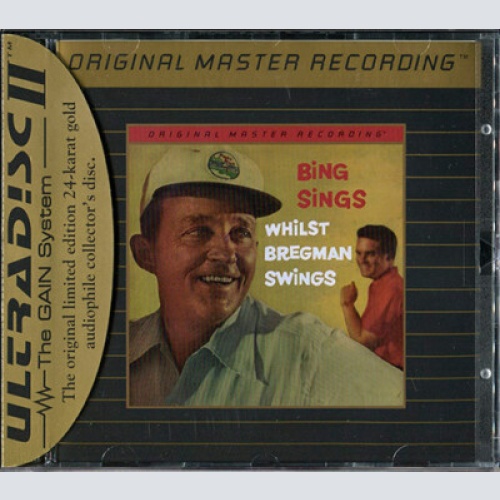 ORIGINAL MASTER RECORDING™
ULTRADISC II™
The GAIN System
The original limited edition 24-karat gold
audiophile collector's disc.
ORIGINAL MASTER RECORDING
BiNG
SiNGS
WHiLST
BREGMAN
SWiNGS